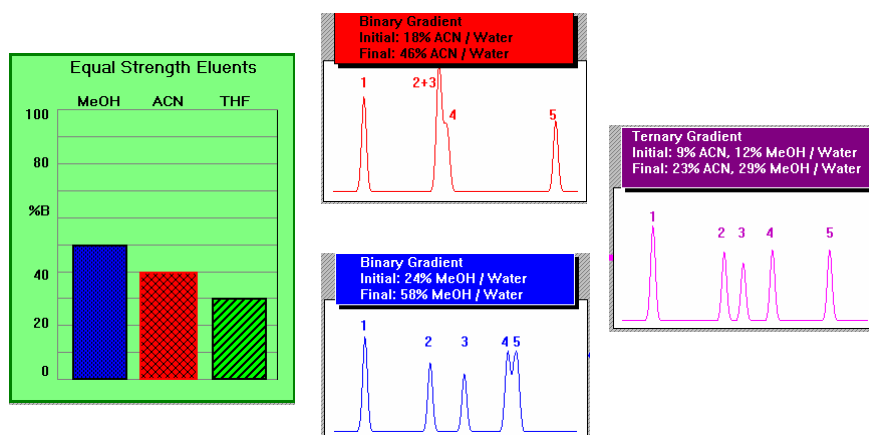 Equal Strength Eluents
MeOH ACN THF
100
80
%B
40
20
0
Binary Gradient
Initial: 18% ACN / Water
Final: 46% ACN / Water
1
2+3
4
5
Binary Gradient
Initial: 24% MeOH / Water
Final: 58% MeOH / Water
1
2 3 4 5
Ternary Gradient
Initial: 9% ACN, 12% MeOH / Water
Final: 23% ACN, 29% MeOH / Water
1
2 3 4 5